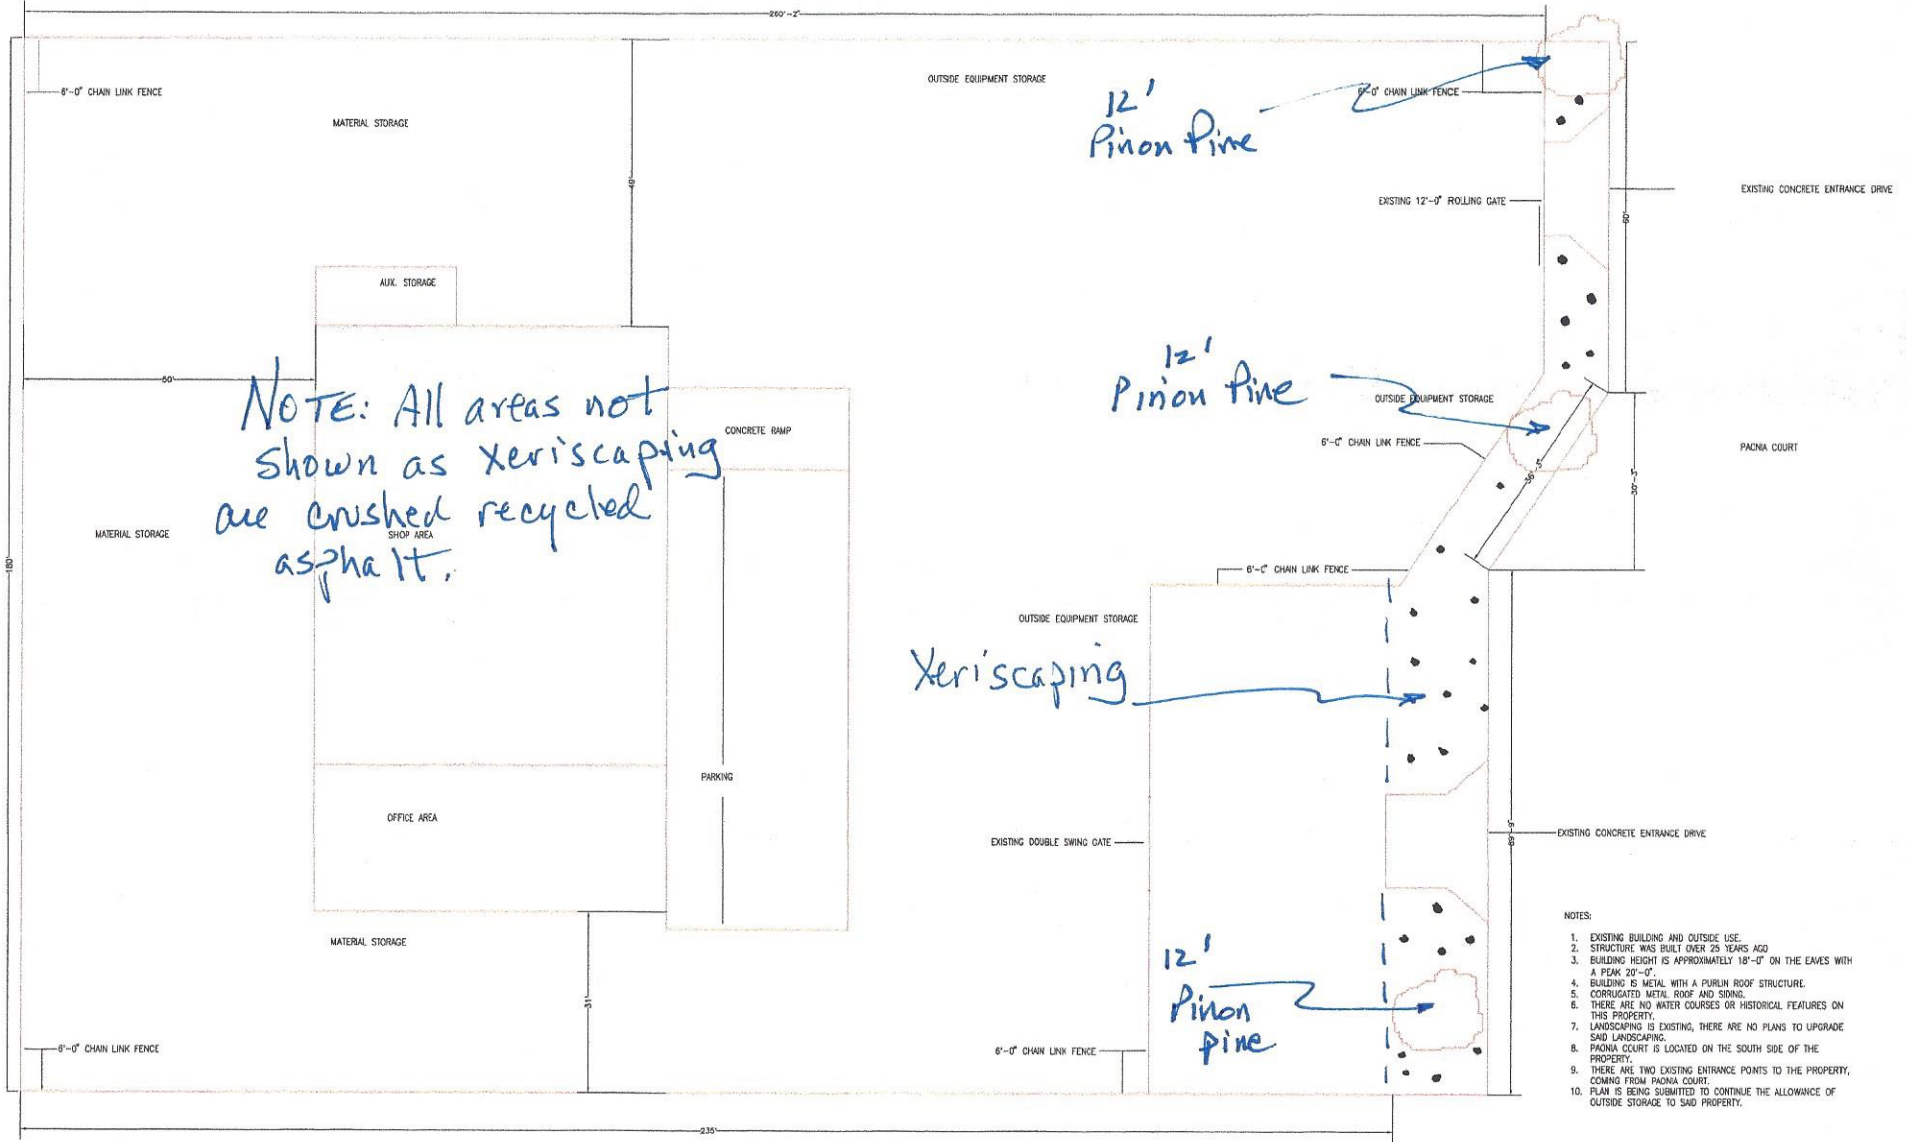 260'-2"
6'-0" CHAIN LINK FENCE
MATERIAL STORAGE
OUTSIDE EQUIPMENT STORAGE
12'
Pinon Pine
6'-0" CHAIN LINK FENCE
49'
EXISTING 12'-0" ROLLING GATE
EXISTING CONCRETE ENTRANCE DRIVE
60'
AUX. STORAGE
50'
NOTE: All areas not
shown as Xeriscaping
are crushed recycled
asphalt.
CONCRETE RAMP
12'
Pinon Pine
OUTSIDE EQUIPMENT STORAGE
6'-0" CHAIN LINK FENCE
PAONIA COURT
30'-3"
MATERIAL STORAGE
SHOP AREA
180'
6'-0" CHAIN LINK FENCE
OUTSIDE EQUIPMENT STORAGE
Xeriscaping
PARKING
OFFICE AREA
EXISTING DOUBLE SWING GATE
EXISTING CONCRETE ENTRANCE DRIVE
MATERIAL STORAGE
31'
12'
Pinon
pine
6'-0" CHAIN LINK FENCE
6'-0" CHAIN LINK FENCE
235'
NOTES:
1. EXISTING BUILDING AND OUTSIDE USE.
2. STRUCTURE WAS BUILT OVER 25 YEARS AGO
3. BUILDING HEIGHT IS APPROXIMATELY 18'-0" ON THE EAVES WITH
A PEAK 20'-0".
4. BUILDING IS METAL WITH A PURLIN ROOF STRUCTURE.
5. CORRUGATED METAL ROOF AND SIDING.
6. THERE ARE NO WATER COURSES OR HISTORICAL FEATURES ON
THIS PROPERTY.
7. LANDSCAPING IS EXISTING, THERE ARE NO PLANS TO UPGRADE
SAID LANDSCAPING.
8. PAONIA COURT IS LOCATED ON THE SOUTH SIDE OF THE
PROPERTY.
9. THERE ARE TWO EXISTING ENTRANCE POINTS TO THE PROPERTY,
COMING FROM PAONIA COURT.
10. PLAN IS BEING SUBMITTED TO CONTINUE THE ALLOWANCE OF
OUTSIDE STORAGE TO SAID PROPERTY.